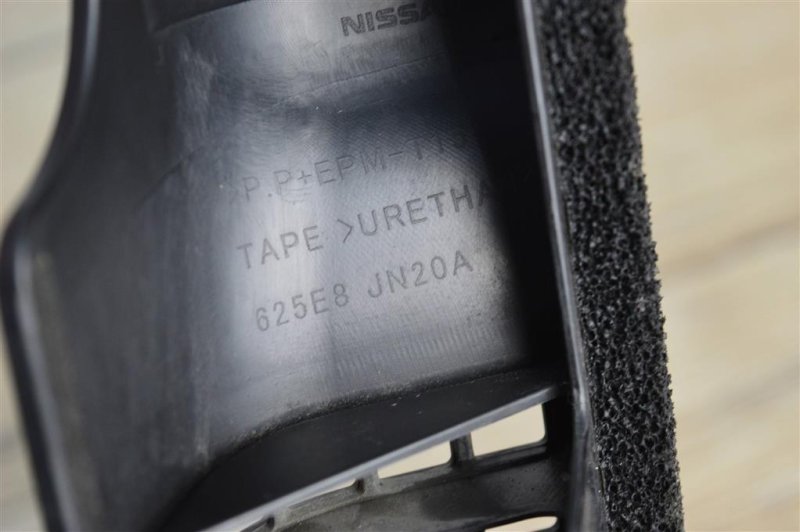 NISSA
>P.P+EPM-T
TAPE >URETHA
625E8 JN20A